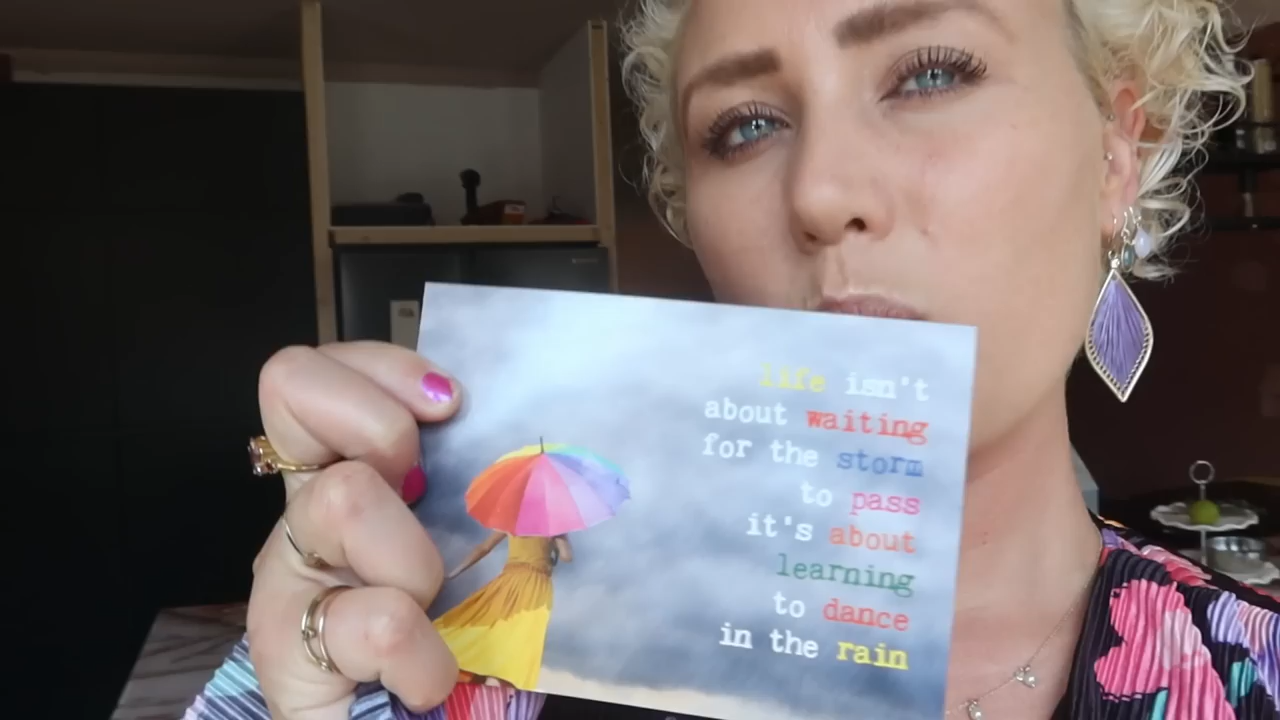 life isn't
about waiting
for the storm
to pass
it's about
learning
to dance
in the rain